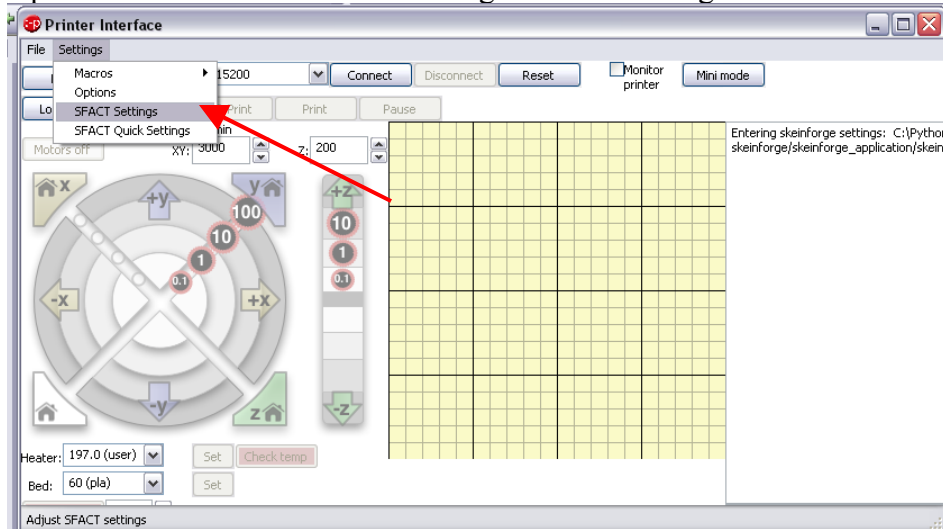 Printer Interface
File Settings
Macros
Options
SFACT Settings
SFACT Quick Settings
15200
Connect
Disconnect
Reset
Monitor
printer
Mini mode
Lo
Print
Print
Pause
Motors off
XY: 3000
Z: 200
x
+y
y
100
10
1
0.1
-x
+x
-y
z
+Z
10
1
0.1
-Z
Entering skeinforge settings: C:\Pytho
skeinforge/skeinforge_application/skein
Heater: 197.0 (user)
Set
Check temp
Bed: 60 (pla)
Set
Adjust SFACT settings